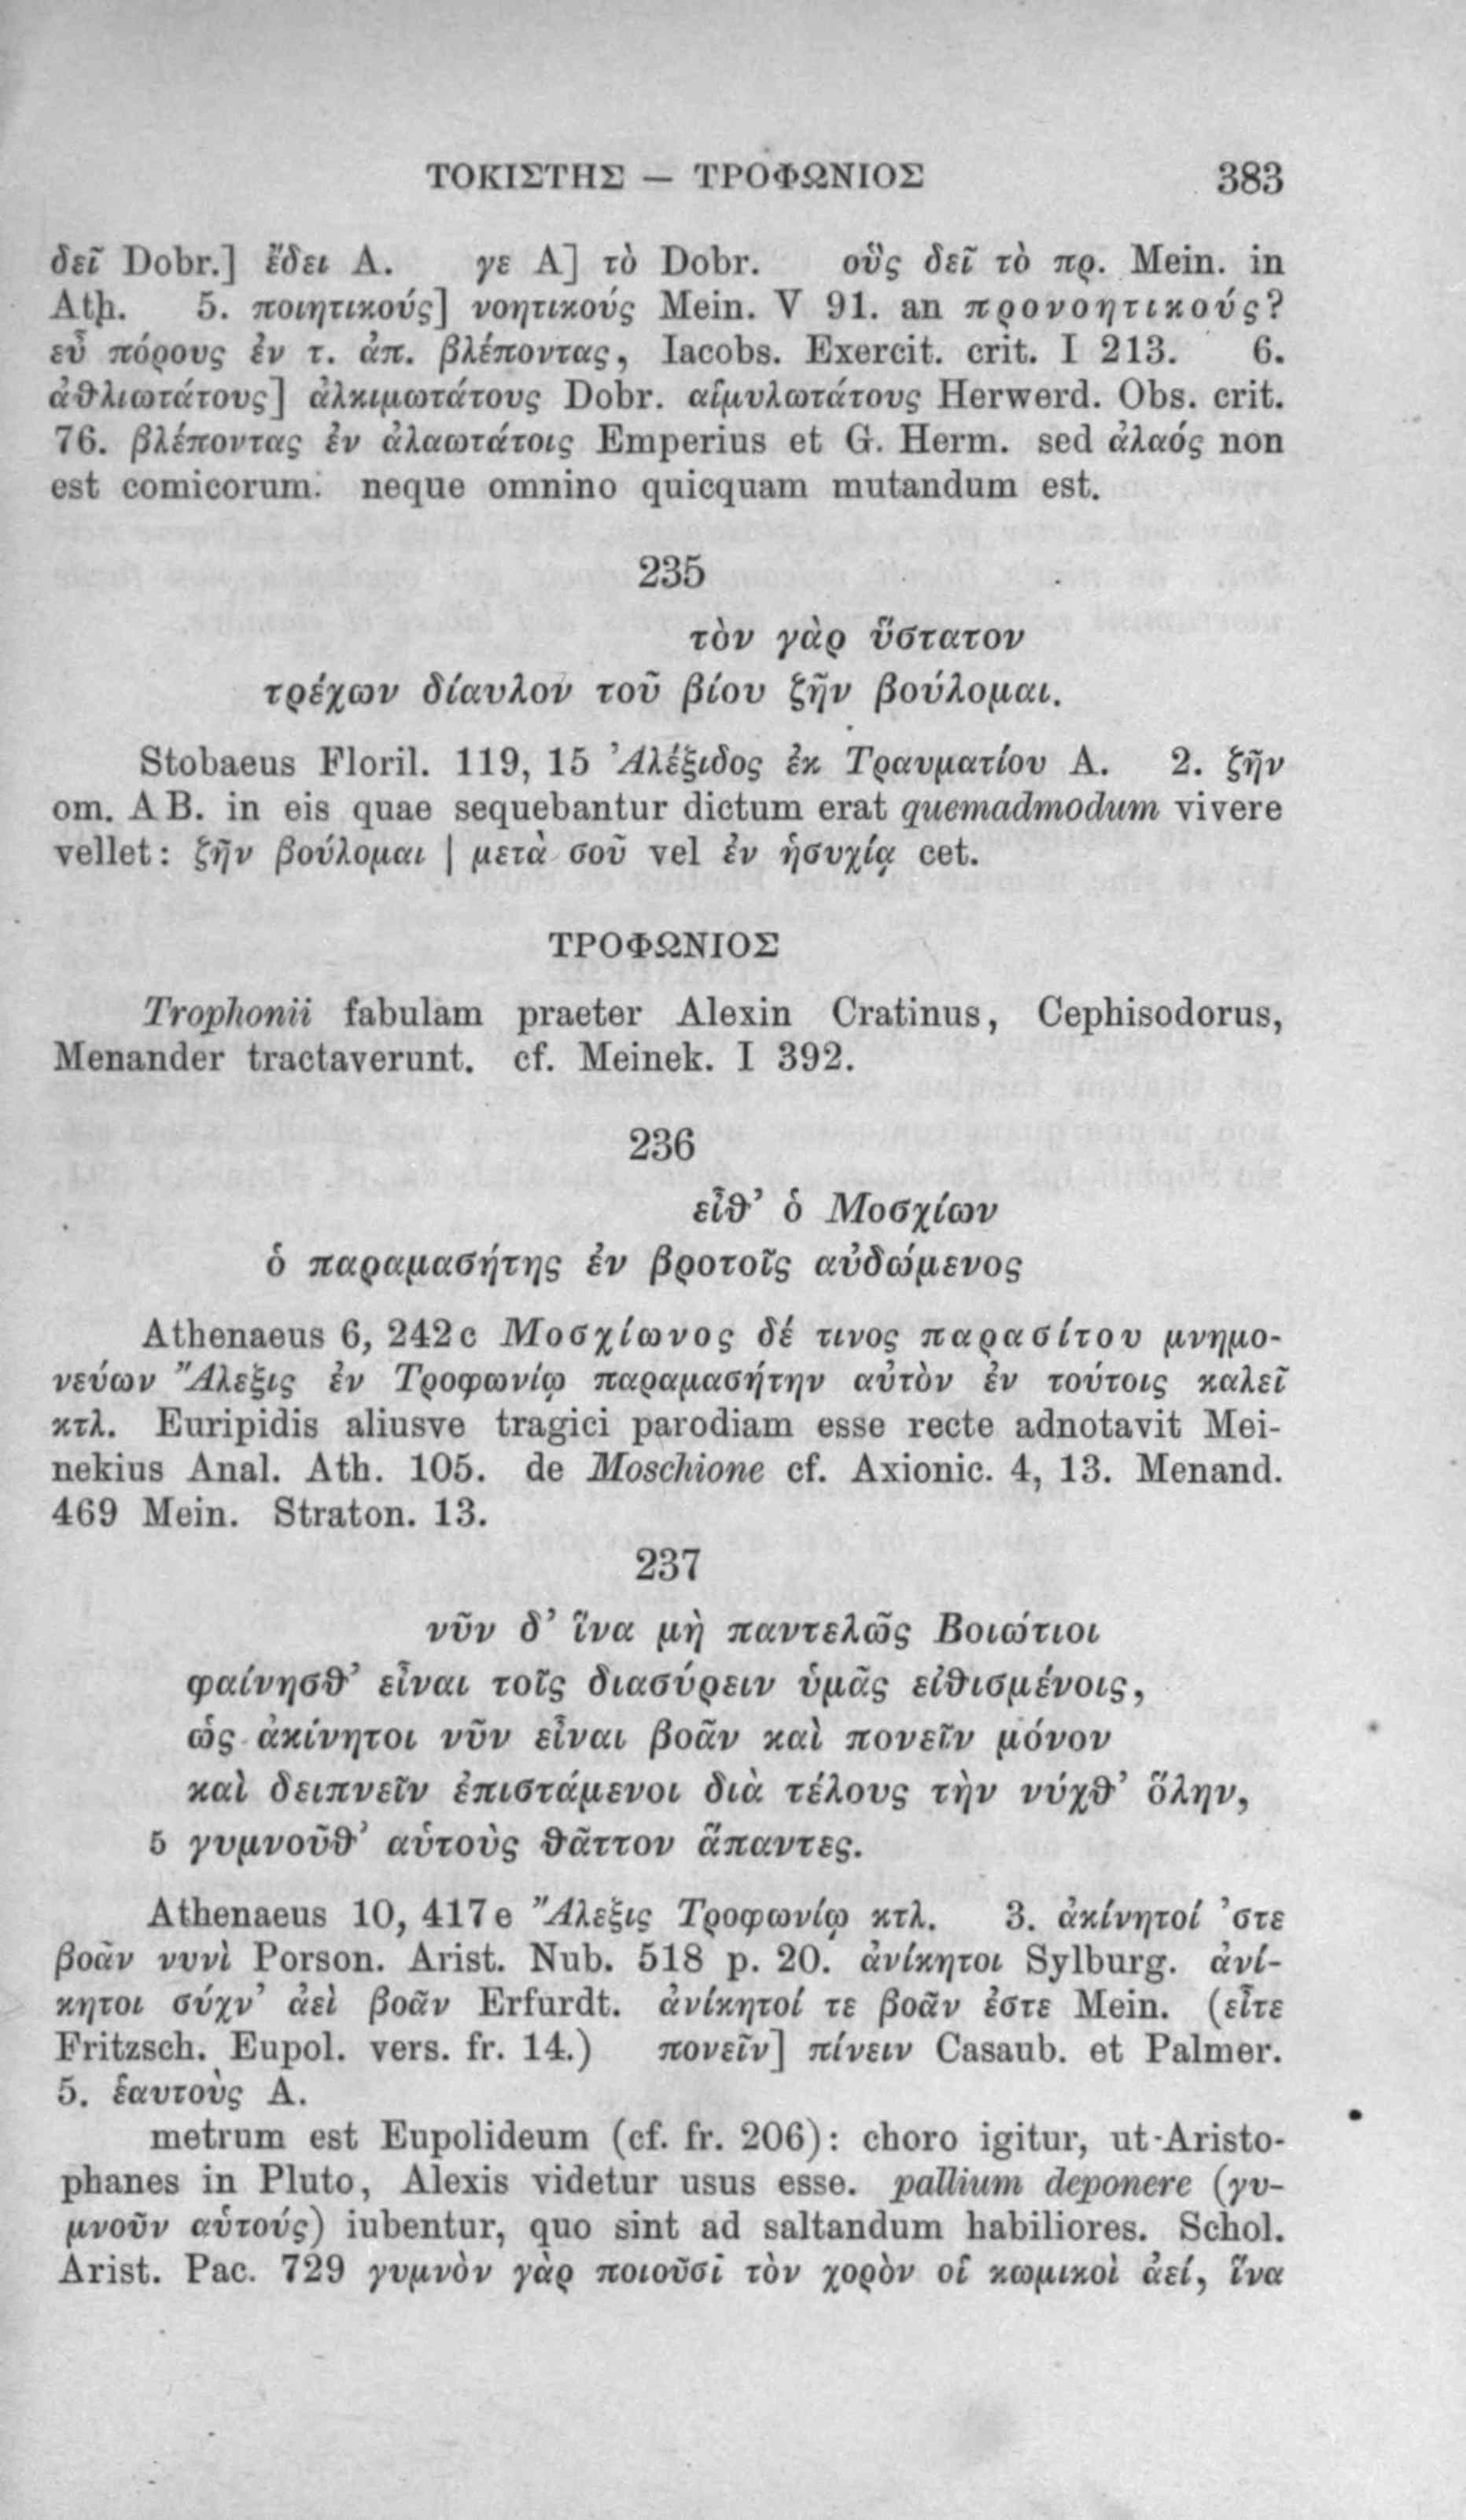 ΤΟΚΙΣΤΗΣ — ΤΡΟΦΩΝΙΟΣ 383
δεῖ Dobr.] ἔδει A. γε A] τὸ Dobr. οὓς δεῖ τὸ πρ. Mein. in
Ath. 5. ποιητικούς] νοητικούς Mein. V 91. an προνοητικούς?
εὖ πόρους ἐν τ. ἀπ. βλέποντας, Iacobs. Exercit. crit. I 213. 6.
ἀθλιωτάτους] ἀλκιμωτάτους Dobr. αἱμυλωτάτους Herwerd. Obs. crit.
76. βλέποντας ἐν ἀλαωτάτοις Emperius et G. Herm. sed ἀλαός non
est comicorum. neque omnino quicquam mutandum est.
235
τὸν γὰρ ὕστατον
τρέχων δίαυλον τοῦ βίου ζῆν βούλομαι.
Stobaeus Floril. 119, 15 Ἀλέξιδος ἐκ Τραυματίου A. 2. ζῆν
om. AB. in eis quae sequebantur dictum erat quemadmodum vivere
vellet: ζῆν βούλομαι | μετὰ σοῦ vel ἐν ἡσυχίᾳ cet.
ΤΡΟΦΩΝΙΟΣ
Trophonii fabulam praeter Alexin Cratinus, Cephisodorus,
Menander tractaverunt. cf. Meinek. I 392.
236
εἶθ’ ὁ Μοσχίων
ὁ παραμασήτης ἐν βροτοῖς αὐδώμενος
Athenaeus 6, 242c Μοσχίωνος δέ τινος παρασίτου μνημο-
νεύων Ἄλεξις ἐν Τροφωνίῳ παραμασήτην αὐτὸν ἐν τούτοις καλεῖ
κτλ. Euripidis aliusve tragici parodiam esse recte adnotavit Mei-
nekius Anal. Ath. 105. de Moschione cf. Axionic. 4, 13. Menand.
469 Mein. Straton. 13.
237
νῦν δ’ ἵνα μὴ παντελῶς Βοιώτιοι
φαίνησθ’ εἶναι τοῖς διασύρειν ὑμᾶς εἰθισμένοις,
ὡς ἀκίνητοι νῦν εἶναι βοᾶν καὶ πονεῖν μόνον
καὶ δειπνεῖν ἐπιστάμενοι διὰ τέλους τὴν νύχθ’ ὅλην,
5 γυμνοῦθ’ αὑτοὺς θᾶττον ἅπαντες.
Athenaeus 10, 417e Ἄλεξις Τροφωνίῳ κτλ. 3. ἀκίνητοί ’στε
βοᾶν νυνὶ Porson. Arist. Nub. 518 p. 20. ἀνίκητοι Sylburg. ἀνί-
κητοι σύχν’ ἀεὶ βοᾶν Erfurdt. ἀνίκητοί τε βοᾶν ἐστε Mein. (εἶτε
Fritzsch. Eupol. vers. fr. 14.) πονεῖν] πίνειν Casaub. et Palmer.
5. ἑαυτοὺς A.
metrum est Eupolideum (cf. fr. 206): choro igitur, ut Aristo-
phanes in Pluto, Alexis videtur usus esse. pallium deponere (γυ-
μνοῦν αὑτούς) iubentur, quo sint ad saltandum habiliores. Schol.
Arist. Pac. 729 γυμνὸν γὰρ ποιοῦσι τὸν χορὸν οἱ κωμικοὶ ἀεί, ἵνα